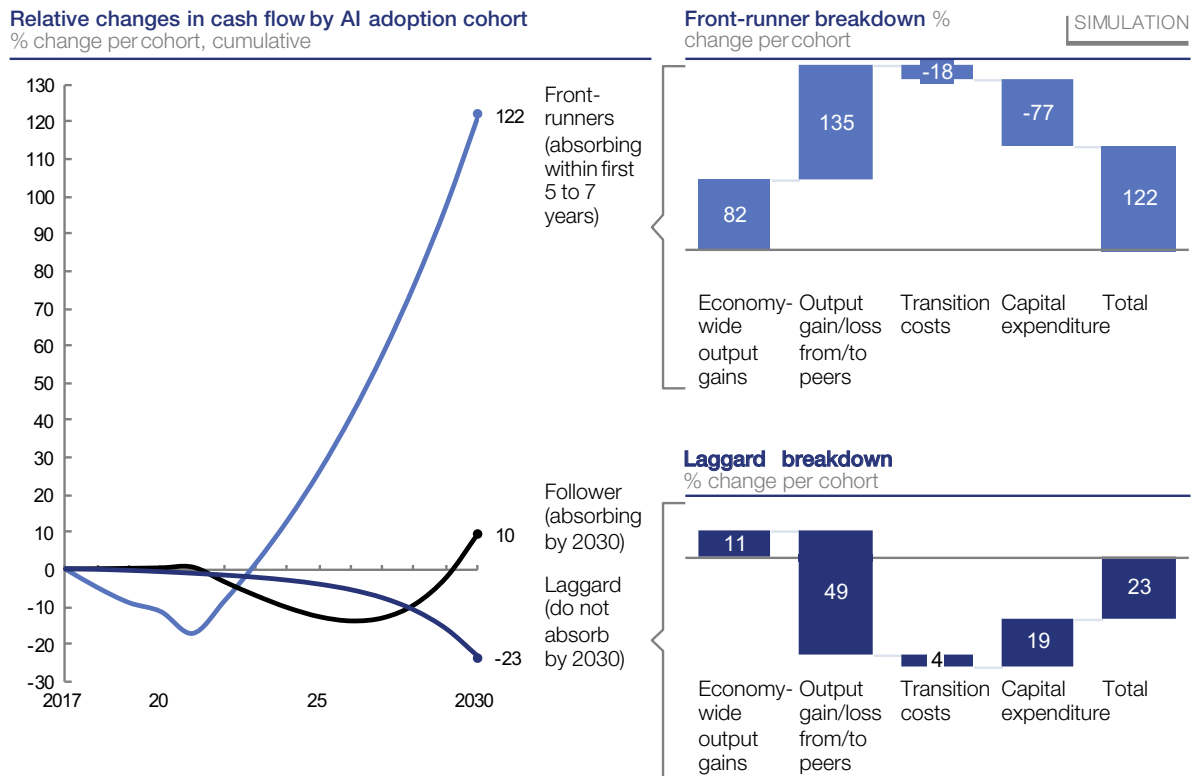 Relative changes in cash flow by AI adoption cohort
% change per cohort, cumulative
130
120
110
100
90
80
70
60
50
40
30
20
10
0
-10
-20
-30
2017
20
25
2030
122
10
-23
Front-
runners
(absorbing
within first
5 to 7
years)
Follower
(absorbing
by 2030)
Laggard
(do not
absorb
by 2030)
Front-runner breakdown %
change per cohort
SIMULATION
82
135
-18
-77
122
Economy-
wide
output
gains
Output
gain/loss
from/to
peers
Transition
costs
Capital
expenditure
Total
Laggard breakdown
% change per cohort
11
49
4
19
23
Economy-
wide
output
gains
Output
gain/loss
from/to
peers
Transition
costs
Capital
expenditure
Total